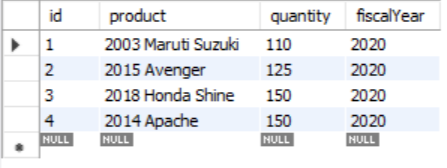 id product quantity fiscalYear
1 2003 Maruti Suzuki 110 2020
2 2015 Avenger 125 2020
3 2018 Honda Shine 150 2020
4 2014 Apache 150 2020
NULL NULL NULL NULL